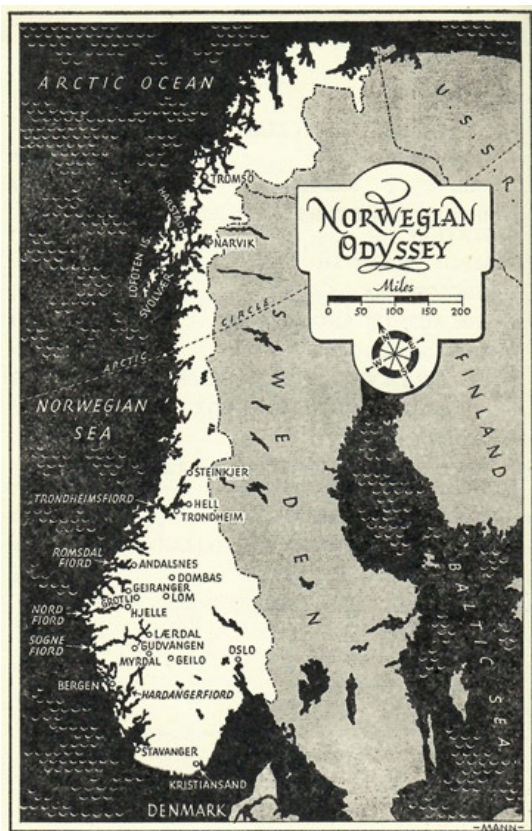 ARCTIC OCEAN
U.S.S.R.
TROMSÖ
HARSTAD
NARVIK
LOFOTEN IS.
SVOLVÆR
NORWEGIAN
ODYSSEY
Miles
0 50 100 150 200
ARCTIC CIRCLE
SWEDEN
FINLAND
NORWEGIAN
SEA
STEINKJER
TRONDHEIMSFIORD
HELL
TRONDHEIM
ROMSDAL
FIORD
ANDALSNES
DOMBAS
GEIRANGER
GROTLI
LOM
NORD
FIORD
HJELLE
SOGNE
FIORD
LÆRDAL
GUDVANGEN
MYRDAL
GEILO
OSLO
BERGEN
HARDANGERFIORD
BALTIC SEA
STAVANGER
KRISTIANSAND
DENMARK
-MANN-